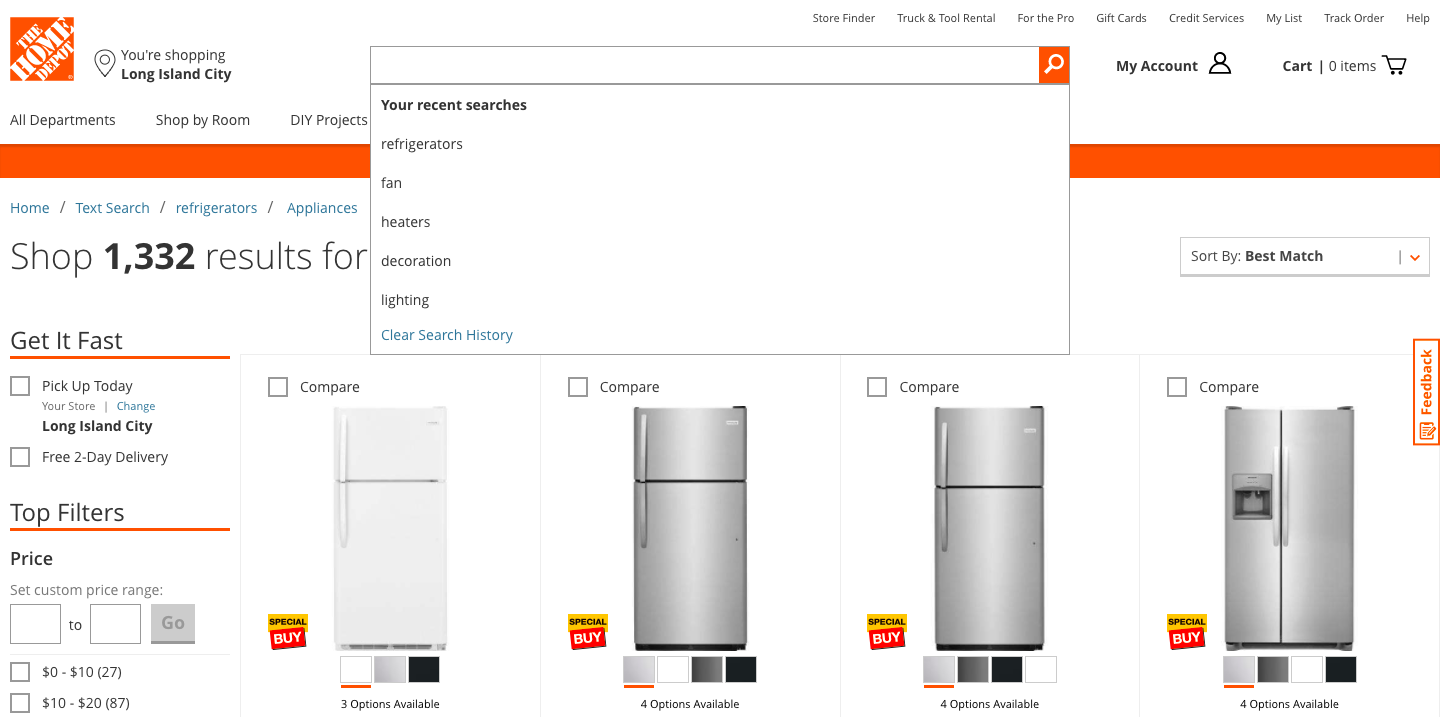 Store Finder Truck & Tool Rental For the Pro Gift Cards Credit Services My List Track Order Help
THE HOME DEPOT
You're shopping
Long Island City
My Account
Cart | 0 items
All Departments Shop by Room DIY Projects
Your recent searches
refrigerators
fan
heaters
decoration
lighting
Clear Search History
Home / Text Search / refrigerators / Appliances
Shop 1,332 results for
Sort By: Best Match |
Get It Fast
Pick Up Today
Your Store | Change
Long Island City
Free 2-Day Delivery
Top Filters
Price
Set custom price range:
to Go
$0 - $10 (27)
$10 - $20 (87)
Compare Compare Compare Compare
SPECIAL BUY SPECIAL BUY SPECIAL BUY SPECIAL BUY
3 Options Available 4 Options Available 4 Options Available 4 Options Available
Feedback